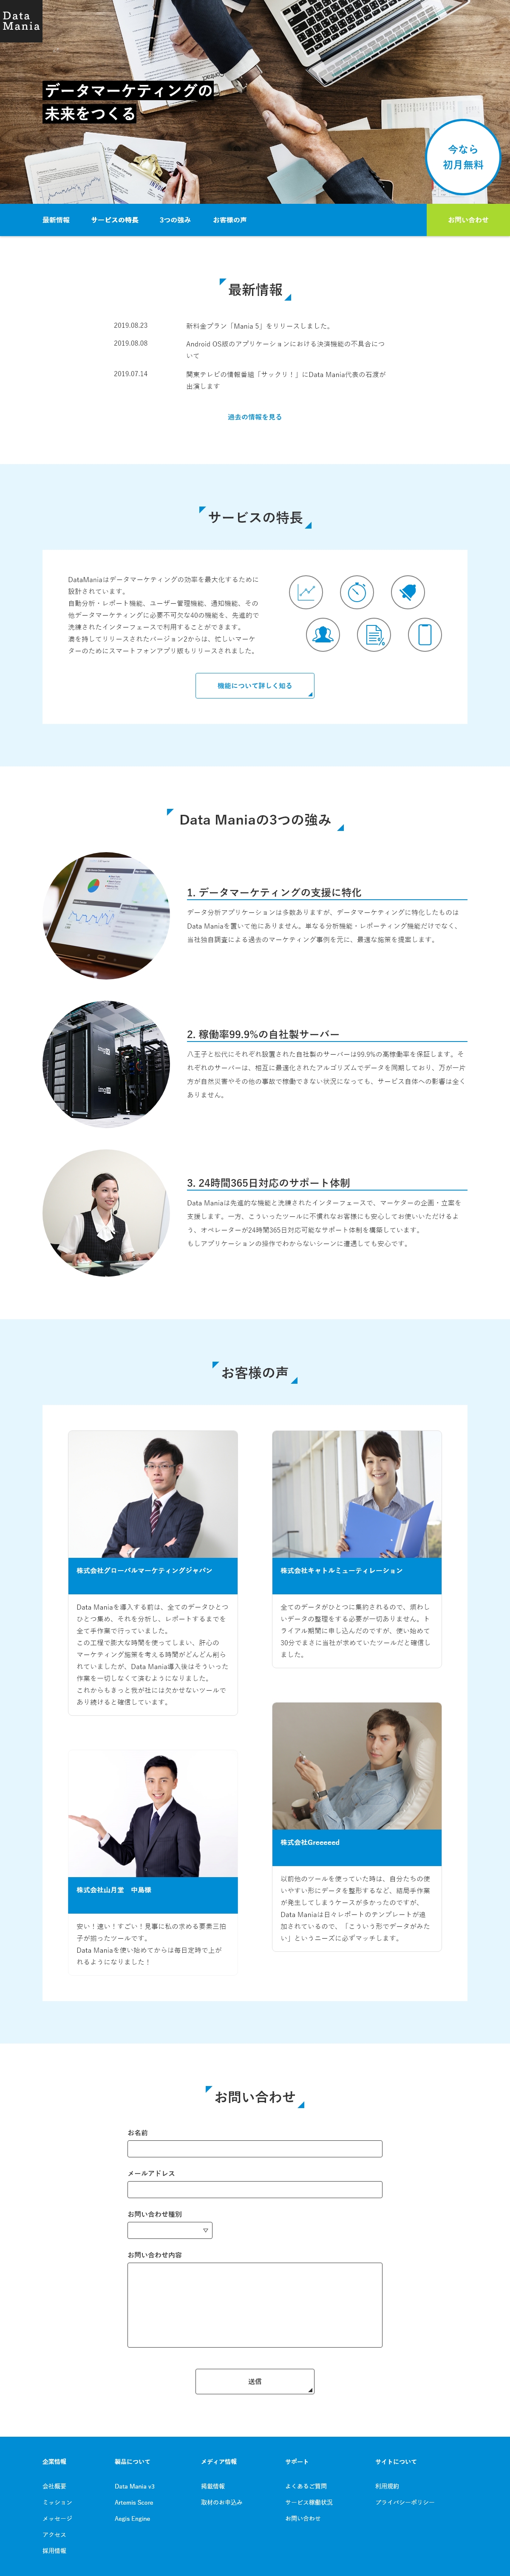 Data
Mania
データマーケティングの
未来をつくる
今なら
初月無料
最新情報
サービスの特長
3つの強み
お客様の声
お問い合わせ
最新情報
2019.08.23
新料金プラン「Mania 5」をリリースしました。
2019.08.08
Android OS版のアプリケーションにおける決済機能の不具合につ
いて
2019.07.14
関東テレビの情報番組「サックリ！」にData Mania代表の石渡が
出演します
過去の情報を見る
サービスの特長
DataManiaはデータマーケティングの効率を最大化するために
設計されています。
自動分析・レポート機能、ユーザー管理機能、通知機能、その
他データマーケティングに必要不可欠な40の機能を、先進的で
洗練されたインターフェースで利用することができます。
満を持してリリースされたバージョン2からは、忙しいマーケ
ターのためにスマートフォンアプリ版もリリースされました。
機能について詳しく知る
Data Maniaの3つの強み
1. データマーケティングの支援に特化
データ分析アプリケーションは多数ありますが、データマーケティングに特化したものは
Data Maniaを置いて他にありません。単なる分析機能・レポーティング機能だけでなく、
当社独自調査による過去のマーケティング事例を元に、最適な施策を提案します。
2. 稼働率99.9%の自社製サーバー
八王子と松代にそれぞれ設置された自社製のサーバーは99.9%の高稼働率を保証します。そ
れぞれのサーバーは、相互に最適化されたアルゴリズムでデータを同期しており、万が一片
方が自然災害やその他の事故で稼働できない状況になっても、サービス自体への影響は全く
ありません。
3. 24時間365日対応のサポート体制
Data Maniaは先進的な機能と洗練されたインターフェースで、マーケターの企画・立案を
支援します。一方、こういったツールに不慣れなお客様にも安心してお使いいただけるよ
う、オペレーターが24時間365日対応可能なサポート体制を構築しています。
もしアプリケーションの操作でわからないシーンに遭遇しても安心です。
お客様の声
株式会社グローバルマーケティングジャパン
Data Maniaを導入する前は、全てのデータひとつ
ひとつ集め、それを分析し、レポートするまでを
全て手作業で行っていました。
この工程で膨大な時間を使ってしまい、肝心の
マーケティング施策を考える時間がどんどん削ら
れていましたが、Data Mania導入後はそういった
作業を一切しなくて済むようになりました。
これからもきっと我が社には欠かせないツールで
あり続けると確信しています。
株式会社キャトルミューティレーション
全てのデータがひとつに集約されるので、煩わし
いデータの整理をする必要が一切ありません。ト
ライアル期間に申し込んだのですが、使い始めて
30分でまさに当社が求めていたツールだと確信し
ました。
株式会社山月堂　中島様
安い！速い！すごい！見事に私の求める要素三拍
子が揃ったツールです。
Data Maniaを使い始めてからは毎日定時で上が
れるようになりました！
株式会社Greeeeed
以前他のツールを使っていた時は、自分たちの使
いやすい形にデータを整形するなど、結局手作業
が発生してしまうケースが多かったのですが、
Data Maniaは日々レポートのテンプレートが追
加されているので、「こういう形でデータがみた
い」というニーズに必ずマッチします。
お問い合わせ
お名前
メールアドレス
お問い合わせ種別
お問い合わせ内容
送信
企業情報
会社概要
ミッション
メッセージ
アクセス
採用情報
製品について
Data Mania v3
Artemis Score
Aegis Engine
メディア情報
掲載情報
取材のお申込み
サポート
よくあるご質問
サービス稼働状況
お問い合わせ
サイトについて
利用規約
プライバシーポリシー